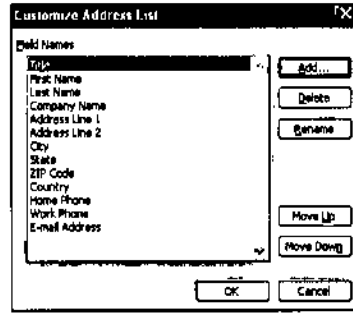 Customize Address List
Field Names
Title
First Name
Last Name
Company Name
Address Line 1
Address Line 2
City
State
ZIP Code
Country
Home Phone
Work Phone
E-mail Address
Add...
Delete
Rename
Move Up
Move Down
OK
Cancel